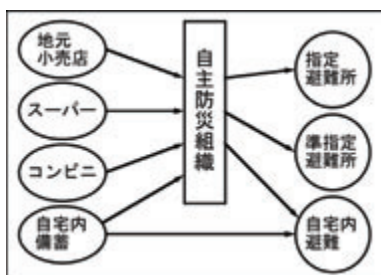 地元
小売店
スーパー
コンビニ
自宅内
備蓄
自主防災組織
指定
避難所
準指定
避難所
自宅内
避難